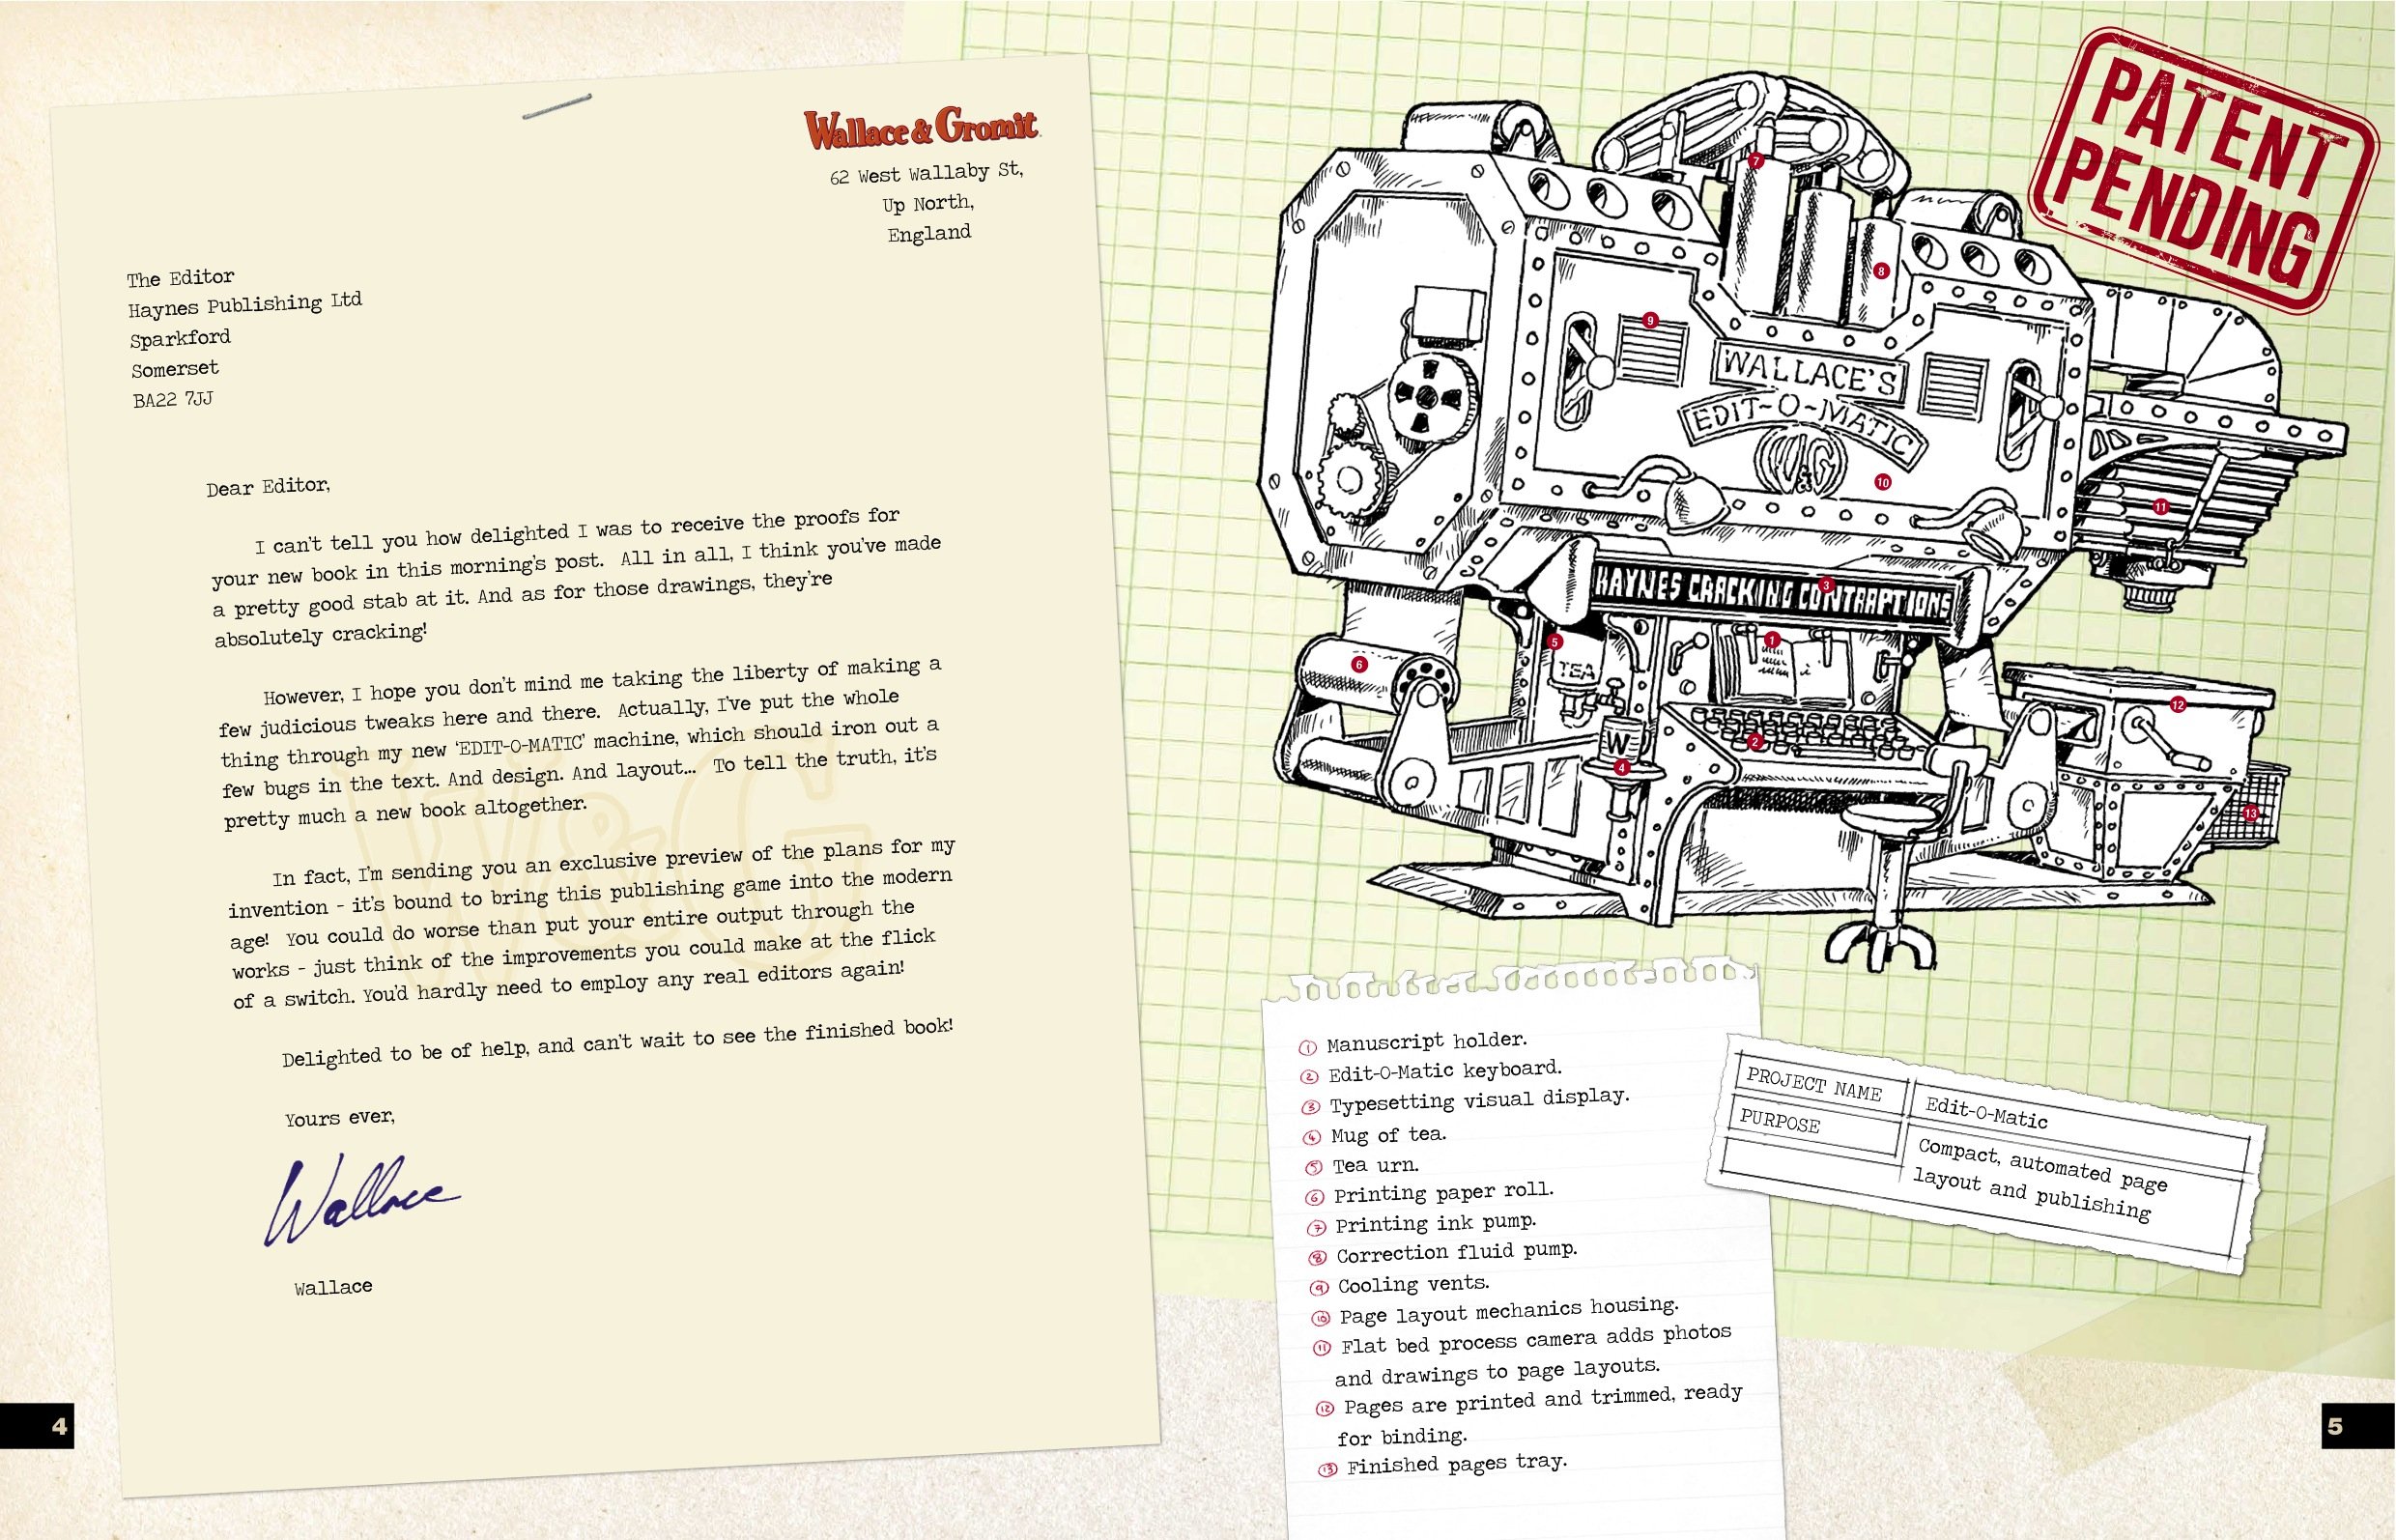 Wallace & Gromit
62 West Wallaby St,
Up North,
England
The Editor
Haynes Publishing Ltd
Sparkford
Somerset
BA22 7JJ
Dear Editor,
I can't tell you how delighted I was to receive the proofs for
your new book in this morning's post. All in all, I think you've made
a pretty good stab at it. And as for those drawings, they're
absolutely cracking!
However, I hope you don't mind me taking the liberty of making a
few judicious tweaks here and there. Actually, I've put the whole
thing through my new 'EDIT-O-MATIC' machine, which should iron out a
few bugs in the text. And design. And layout... To tell the truth, it's
pretty much a new book altogether.
In fact, I'm sending you an exclusive preview of the plans for my
invention - it's bound to bring this publishing game into the modern
age! You could do worse than put your entire output through the
works - just think of the improvements you could make at the flick
of a switch. You'd hardly need to employ any real editors again!
Delighted to be of help, and can't wait to see the finished book!
Yours ever,
Wallace
Wallace
W&G
4
PATENT
PENDING
7
8
9
WALLACE'S
EDIT-O-MATIC
WG
10
11
HAYNES CRACKING CONTRAPTIONS
3
5
TEA
1
6
W
2
4
12
13
1 Manuscript holder.
2 Edit-O-Matic keyboard.
3 Typesetting visual display.
4 Mug of tea.
5 Tea urn.
6 Printing paper roll.
7 Printing ink pump.
8 Correction fluid pump.
9 Cooling vents.
10 Page layout mechanics housing.
11 Flat bed process camera adds photos
and drawings to page layouts.
12 Pages are printed and trimmed, ready
for binding.
13 Finished pages tray.
PROJECT NAME
Edit-O-Matic
PURPOSE
Compact, automated page
layout and publishing
5